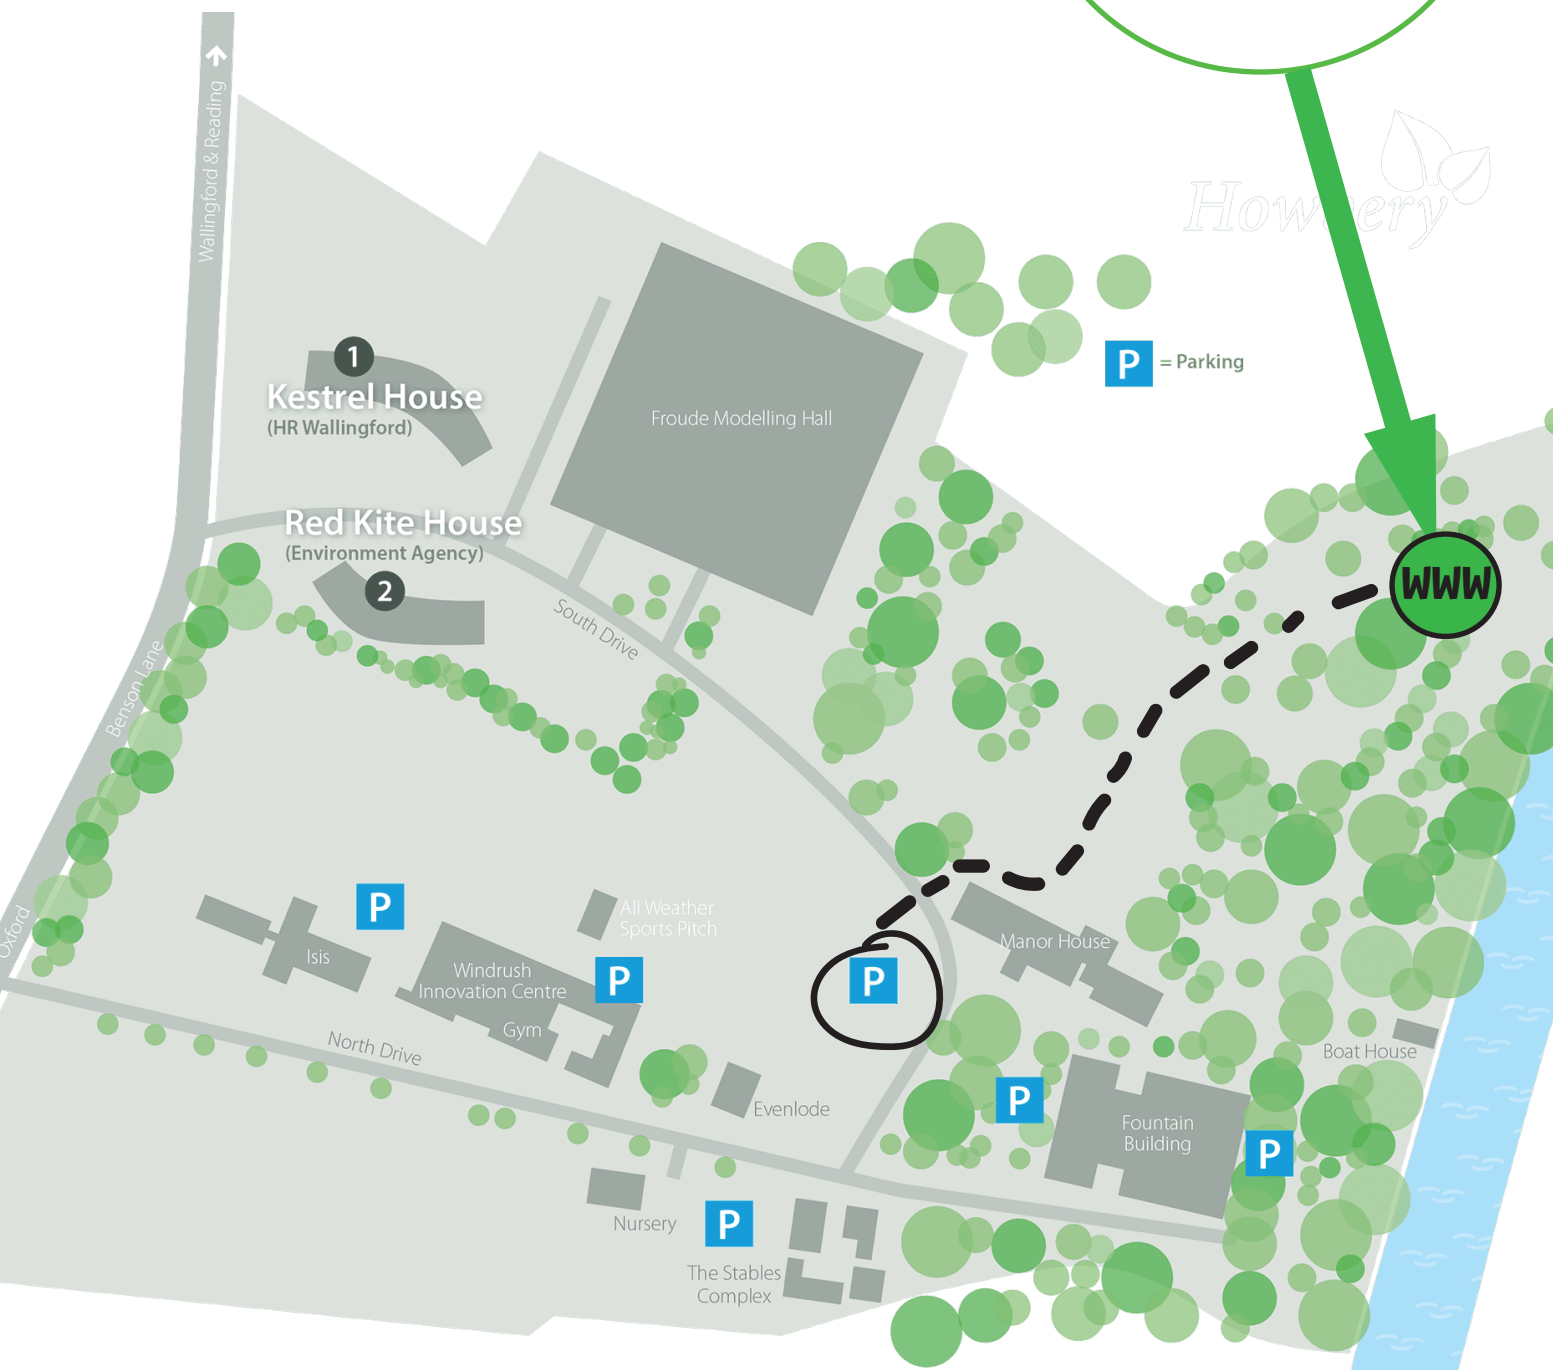 Wallingford & Reading
Howbery
P = Parking
1
Kestrel House
(HR Wallingford)
Froude Modelling Hall
Red Kite House
(Environment Agency)
2
WWW
South Drive
Benson Lane
Oxford
P
All Weather
Sports Pitch
Isis
Windrush
Innovation Centre
P
P
Manor House
Gym
North Drive
Boat House
Evenlode
P
Fountain
Building
P
Nursery
P
The Stables
Complex